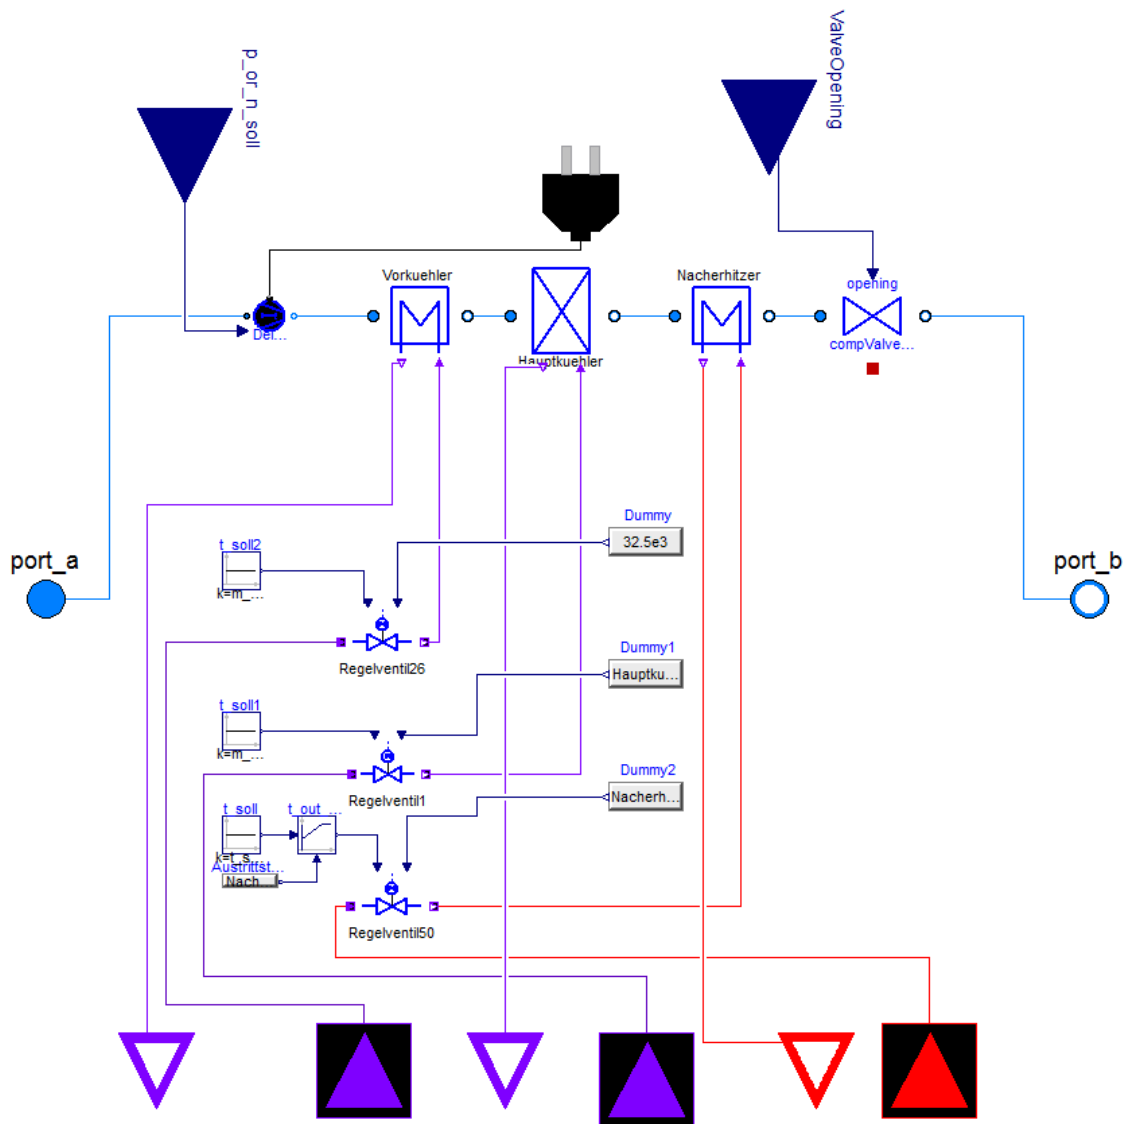 p_or_n_soll
ValveOpening
Vorkuehler
Nacherhitzer
opening
Del...
Hauptkuehler
compValve...
Dummy
32.5e3
t_soll2
k=m_...
port_a
port_b
Regelventil26
Dummy1
Hauptku...
t_soll1
k=m_...
Dummy2
Nacherh...
Regelventil1
t_soll
t_out ...
k=t_s...
Austrittst...
Nach...
Regelventil50